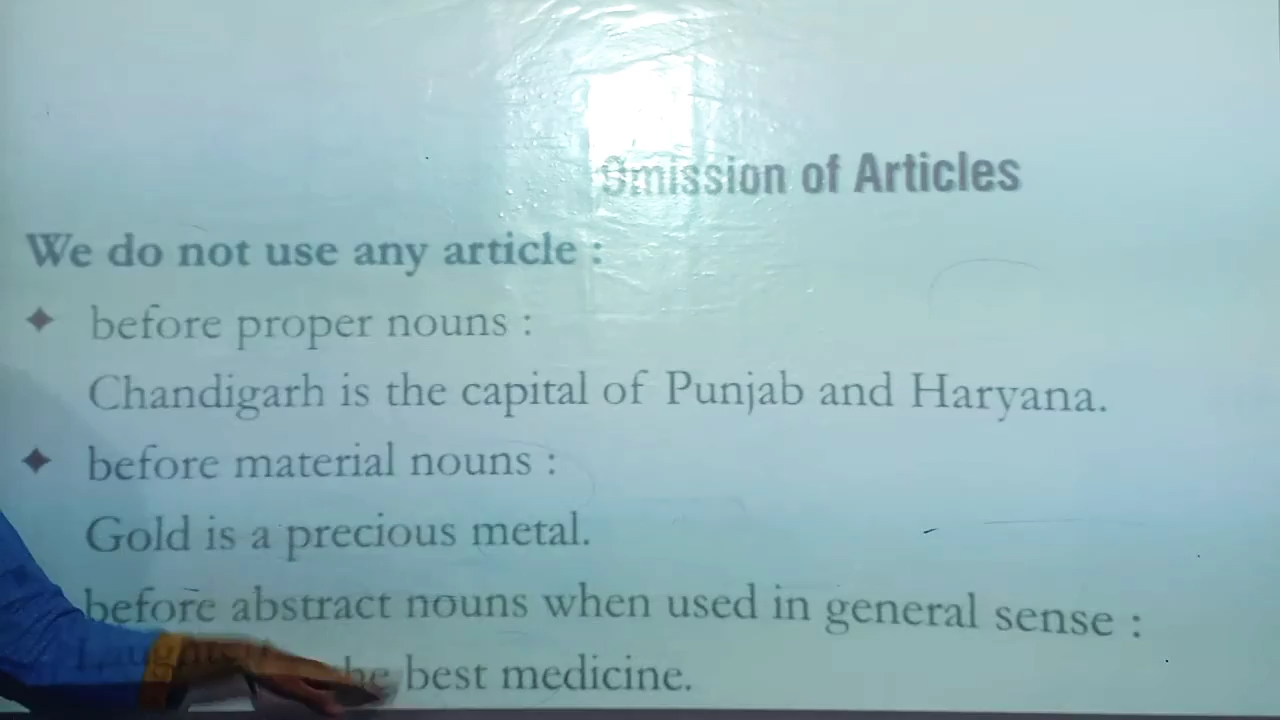 Omission of Articles
We do not use any article :
before proper nouns :
Chandigarh is the capital of Punjab and Haryana.
before material nouns :
Gold is a precious metal.
before abstract nouns when used in general sense :
the best medicine.